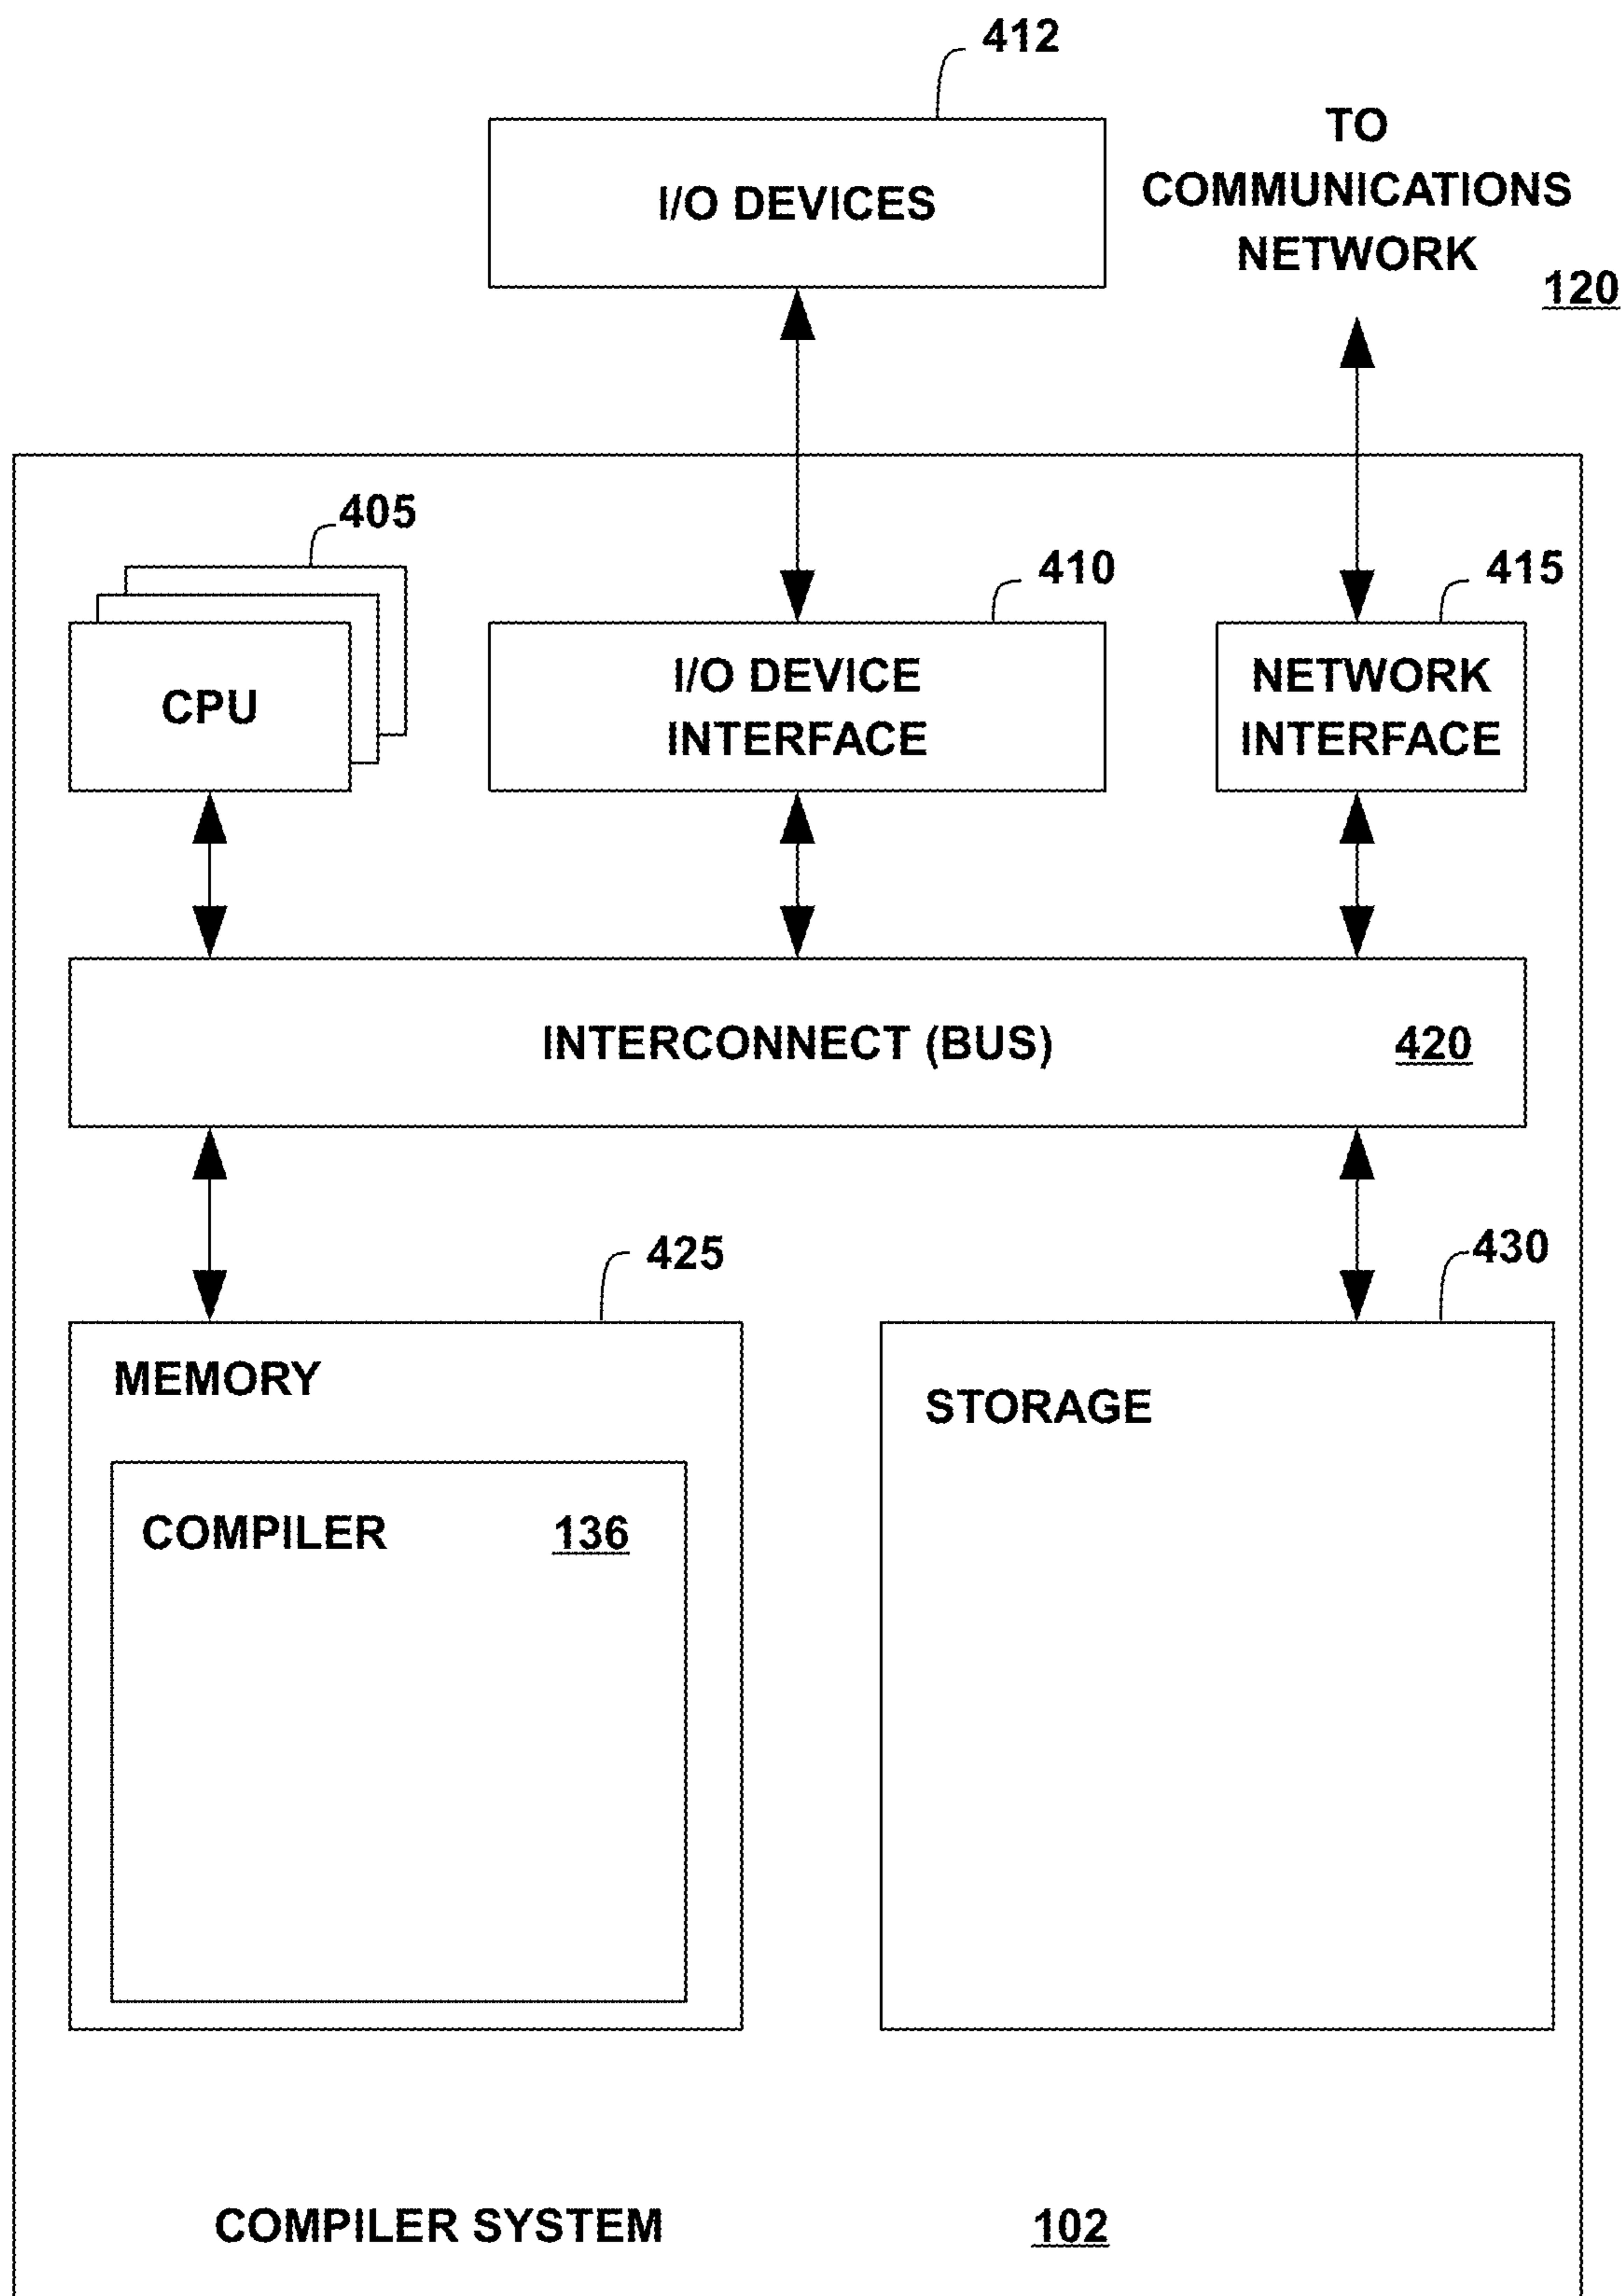 412
I/O DEVICES
TO
COMMUNICATIONS
NETWORK
120
405
CPU
410
I/O DEVICE
INTERFACE
415
NETWORK
INTERFACE
INTERCONNECT (BUS) 420
425
MEMORY
COMPILER 136
430
STORAGE
COMPILER SYSTEM 102